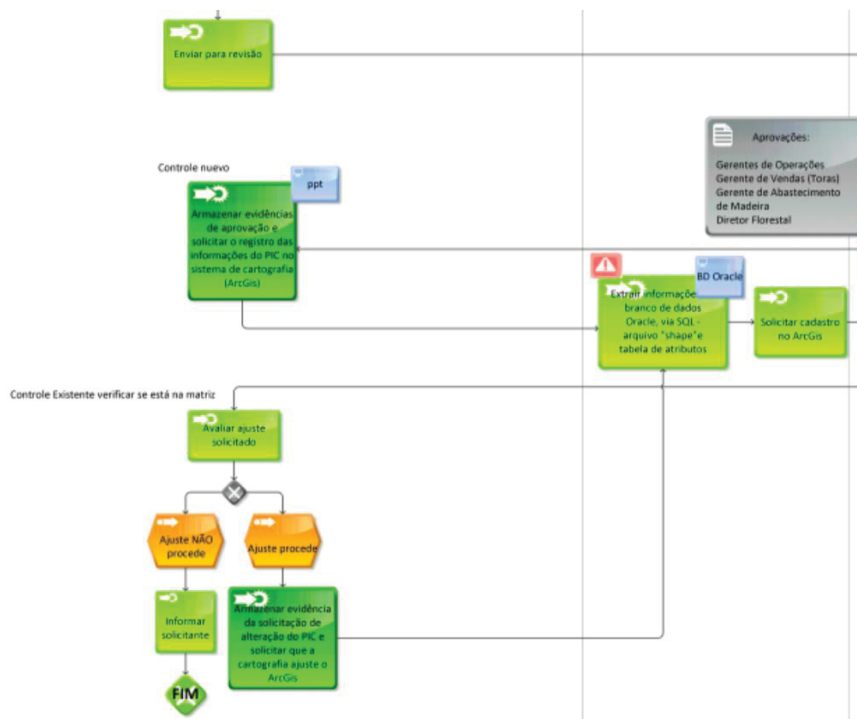 Enviar para revisão
Aprovações:
Gerentes de Operações
Gerente de Vendas (Toras)
Gerente de Abastecimento
de Madeira
Diretor Florestal
Controle nuevo
ppt
Armazenar evidências
de aprovação e
solicitar o registro das
informações do PIC no
sistema de cartografia
(ArcGis)
BD Oracle
Extrair informaçõe
branco de dados
Oracle, via SQL -
arquivo "shape"e
tabela de atributos
Solicitar cadastro
no ArcGis
Controle Existente verificar se está na matriz
Avaliar ajuste
solicitado
Ajuste NÃO
procede
Ajuste procede
Informar
solicitante
Armazenar evidência
da solicitação de
alteração do PIC e
solicitar que a
cartografia ajuste o
ArcGis
FIM